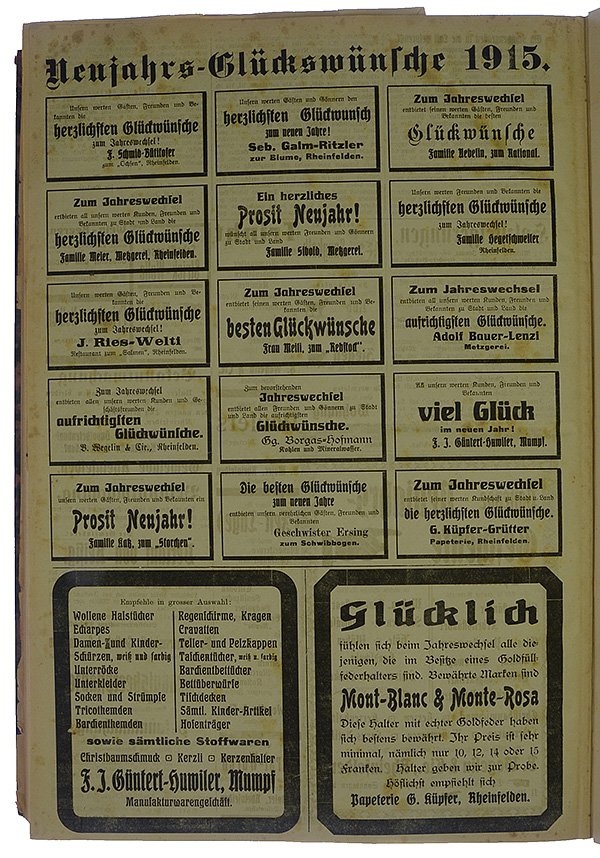 Neujahrs-Glückswünsche 1915.
Unsern werten Gästen, Freunden und Be-
kannten die
herzlichsten Glückwünsche
zum Jahreswechsel!
F. Schmid-Bütikofer
zum „Ochsen", Rheinfelden.
Unsern werten Gästen und Gönnern den
herzlichsten Glückwunsch
zum neuen Jahre!
Seb. Galm-Ritzler
zur Blume, Rheinfelden.
Zum Jahreswechsel
entbietet seinen werten Gästen, Freunden und
Bekannten die besten
Glückwünsche
Familie Nebelin, zum National.
Zum Jahreswechsel
entbieten all unsern werten Kunden, Freunden und
Bekannten zu Stadt und Land die
herzlichsten Glückwünsche
Familie Meier, Metzgerei, Rheinfelden.
Ein herzliches
Prosit Neujahr!
wünscht all unsern werten Freunden und Gönnern
zu Stadt und Land
Familie Sibold, Metzgerei.
Unsern werten Freunden und Bekannten die
herzlichsten Glückwünsche
zum Jahreswechsel!
Familie Hegetschweiler
Rheinfelden.
Unsern werten Gästen, Freunden und Be-
kannten die
herzlichsten Glückwünsche
zum Jahreswechsel!
J. Ries-Welti
Restaurant zum „Salmen", Rheinfelden.
Zum Jahreswechsel
entbietet seinen werten Gästen, Freunden und Be-
kannten die
besten Glückwünsche
Frau Meili, zum „Rebstock".
Zum Jahreswechsel
entbieten all unsern werten Kunden, Freunden und
Bekannten zu Stadt und Land die
aufrichtigsten Glückwünsche.
Adolf Bauer-Lenzi
Metzgerei.
Zum Jahreswechsel
entbieten allen unsern werten Kunden und Ge-
schäftsfreunden die
aufrichtigsten
Glückwünsche.
B. Wegelin & Cie., Rheinfelden.
Zum bevorstehenden
Jahreswechsel
entbietet allen Freunden und Gönnern zu Stadt
und Land die aufrichtigsten
Glückwünsche.
Gg. Borgas-Hofmann
Kohlen und Mineralwasser.
All unsern werten Kunden, Freunden und
Bekannten
viel Glück
im neuen Jahr!
F. J. Güntert-Huwiler, Mumpf.
Zum Jahreswechsel
unsern werten Gästen, Freunden und Bekannten ein
Prosit Neujahr!
Familie Katz, zum „Storchen".
Die besten Glückwünsche
zum neuen Jahre
entbieten unsern verehrlichen Gästen, Freunden und
Bekannten
Geschwister Ersing
zum Schwibbogen.
Zum Jahreswechsel
entbietet seiner werten Kundschaft zu Stadt u. Land
die herzlichsten Glückwünsche.
G. Küpfer-Grütter
Papeterie, Rheinfelden.
Empfehle in grosser Auswahl:
Wollene Halstücher
Echarpes
Damen- und Kinder-
Schürzen, weiß und farbig
Unterröcke
Unterkleider
Socken und Strümpfe
Tricothemden
Barchenthemden
Regenschirme, Kragen
Cravatten
Teller- und Pelzkappen
Taschentücher, weiß u. farbig
Barchentbettücher
Bettüberwürfe
Tischdecken
Sämtl. Kinder-Artikel
Hosenträger
sowie sämtliche Stoffwaren
Christbaumschmuck Kerzli Kerzenhalter
F. J. Güntert-Huwiler, Mumpf
Manufakturwarengeschäft.
Glücklich
fühlen sich beim Jahreswechsel alle die-
jenigen, die im Besitze eines Goldfüll-
federhalters sind. Bewährte Marken sind
Mont-Blanc & Monte-Rosa
Diese Halter mit echter Goldfeder haben
sich bestens bewährt. Ihr Preis ist sehr
minimal, nämlich nur 10, 12, 14 oder 15
Franken. Halter geben wir zur Probe.
Höflichst empfiehlt sich
Papeterie G. Küpfer, Rheinfelden.